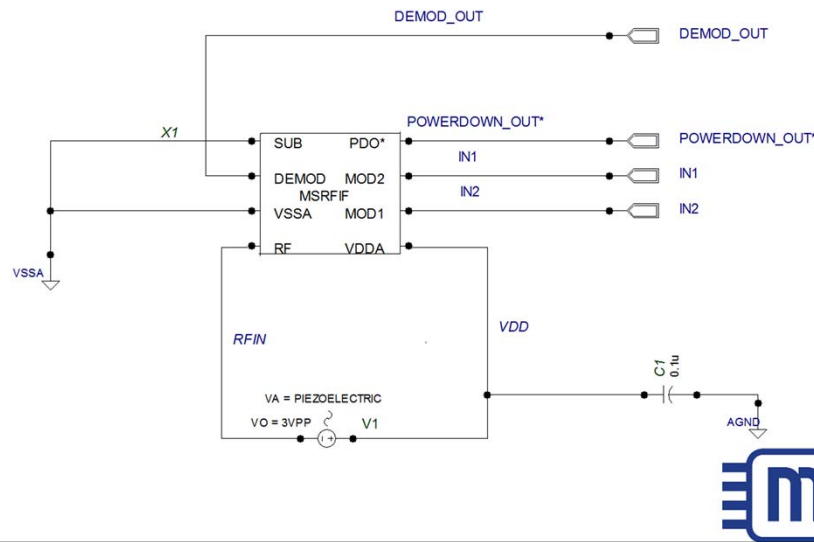 DEMOD_OUT
DEMOD_OUT
X1
POWERDOWN_OUT*
SUB PDO*
POWERDOWN_OUT*
IN1
DEMOD MOD2
IN1
MSRFIF
IN2
VSSA MOD1
IN2
RF VDDA
VSSA
RFIN
VDD
C1
0.1u
VA = PIEZOELECTRIC
VO = 3VPP
V1
AGND
m